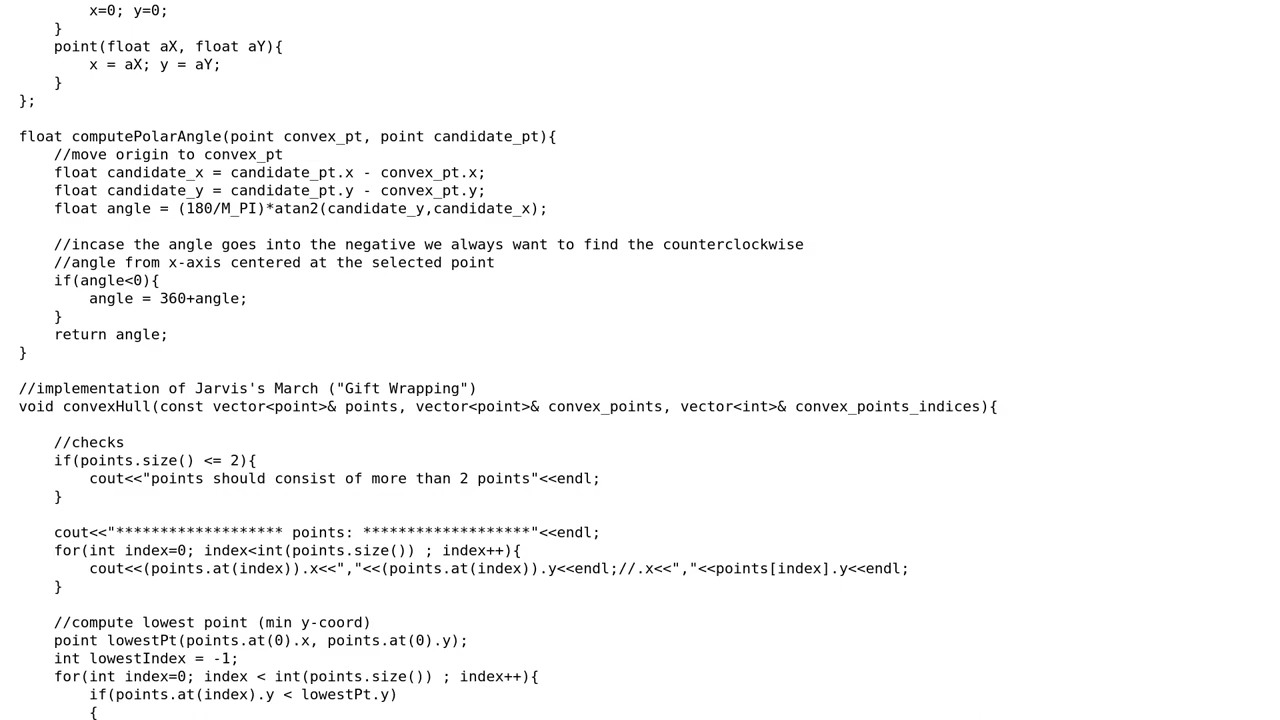 x=0; y=0;
    }
    point(float aX, float aY){
        x = aX; y = aY;
    }
};

float computePolarAngle(point convex_pt, point candidate_pt){
    //move origin to convex_pt
    float candidate_x = candidate_pt.x - convex_pt.x;
    float candidate_y = candidate_pt.y - convex_pt.y;
    float angle = (180/M_PI)*atan2(candidate_y,candidate_x);

    //incase the angle goes into the negative we always want to find the counterclockwise
    //angle from x-axis centered at the selected point
    if(angle<0){
        angle = 360+angle;
    }
    return angle;
}

//implementation of Jarvis's March ("Gift Wrapping")
void convexHull(const vector<point>& points, vector<point>& convex_points, vector<int>& convex_points_indices){

    //checks
    if(points.size() <= 2){
        cout<<"points should consist of more than 2 points"<<endl;
    }

    cout<<"******************* points: *******************"<<endl;
    for(int index=0; index<int(points.size()) ; index++){
        cout<<(points.at(index)).x<<","<<(points.at(index)).y<<endl;//.x<<","<<points[index].y<<endl;
    }

    //compute lowest point (min y-coord)
    point lowestPt(points.at(0).x, points.at(0).y);
    int lowestIndex = -1;
    for(int index=0; index < int(points.size()) ; index++){
        if(points.at(index).y < lowestPt.y)
        {